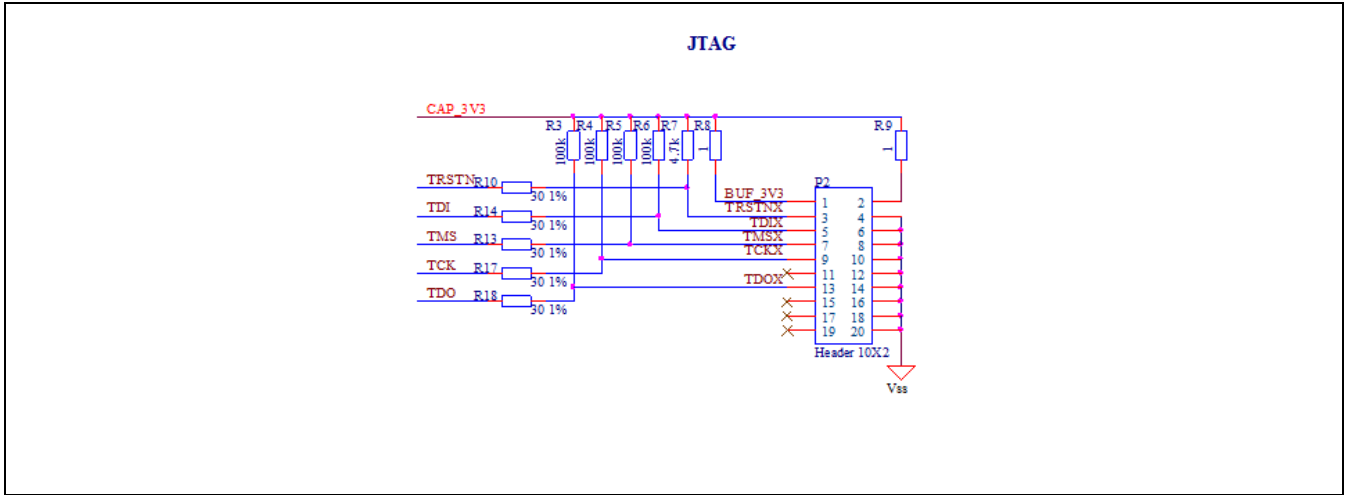 JTAG
CAP_3V3
R3 R4 R5 R6 R7 R8 R9
100k 100k 100k 100k 4.7k 1 1
P2
TRSTN R10 30 1%
TDI R14 30 1%
TMS R13 30 1%
TCK R17 30 1%
TDO R18 30 1%
BUF_3V3 1 2
TRSTNX 3 4
TDIX 5 6
TMSX 7 8
TCKX 9 10
11 12
TDOX 13 14
15 16
17 18
19 20
Header 10X2
Vss